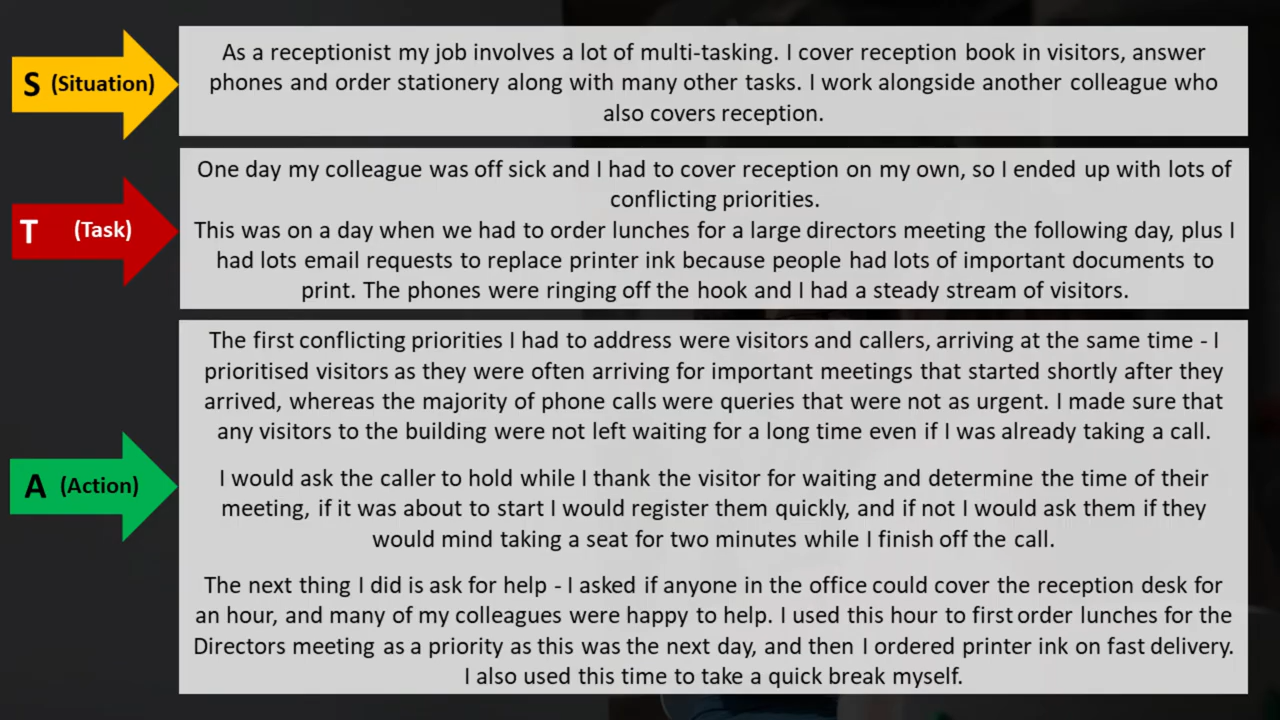 S (Situation)
As a receptionist my job involves a lot of multi-tasking. I cover reception book in visitors, answer
phones and order stationery along with many other tasks. I work alongside another colleague who
also covers reception.
T (Task)
One day my colleague was off sick and I had to cover reception on my own, so I ended up with lots of
conflicting priorities.
This was on a day when we had to order lunches for a large directors meeting the following day, plus I
had lots email requests to replace printer ink because people had lots of important documents to
print. The phones were ringing off the hook and I had a steady stream of visitors.
A (Action)
The first conflicting priorities I had to address were visitors and callers, arriving at the same time - I
prioritised visitors as they were often arriving for important meetings that started shortly after they
arrived, whereas the majority of phone calls were queries that were not as urgent. I made sure that
any visitors to the building were not left waiting for a long time even if I was already taking a call.
I would ask the caller to hold while I thank the visitor for waiting and determine the time of their
meeting, if it was about to start I would register them quickly, and if not I would ask them if they
would mind taking a seat for two minutes while I finish off the call.
The next thing I did is ask for help - I asked if anyone in the office could cover the reception desk for
an hour, and many of my colleagues were happy to help. I used this hour to first order lunches for the
Directors meeting as a priority as this was the next day, and then I ordered printer ink on fast delivery.
I also used this time to take a quick break myself.